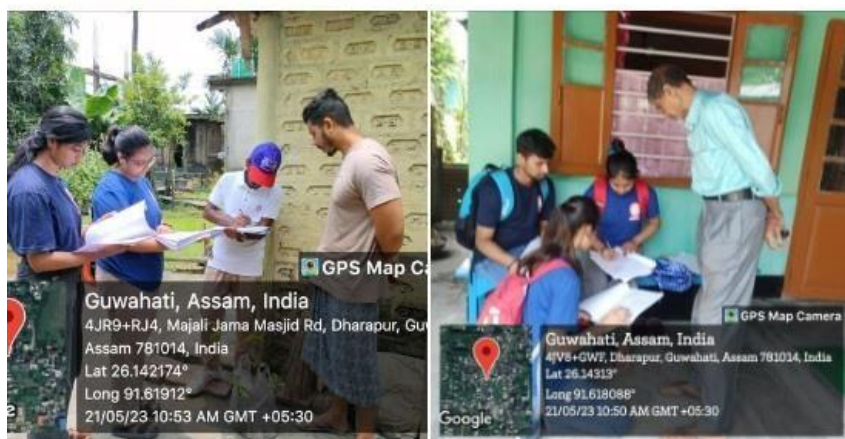 GPS Map Ca
Guwahati, Assam, India
4JR9+RJ4, Majali Jama Masjid Rd, Dharapur, Guw
Assam 781014, India
Lat 26.142174°
Long 91.61912°
21/05/23 10:53 AM GMT +05:30
GPS Map Camera
Guwahati, Assam, India
4JV8+GWF, Dharapur, Guwahati, Assam 781014, India
Lat 26.14313°
Long 91.618088°
21/05/23 10:50 AM GMT +05:30
Google